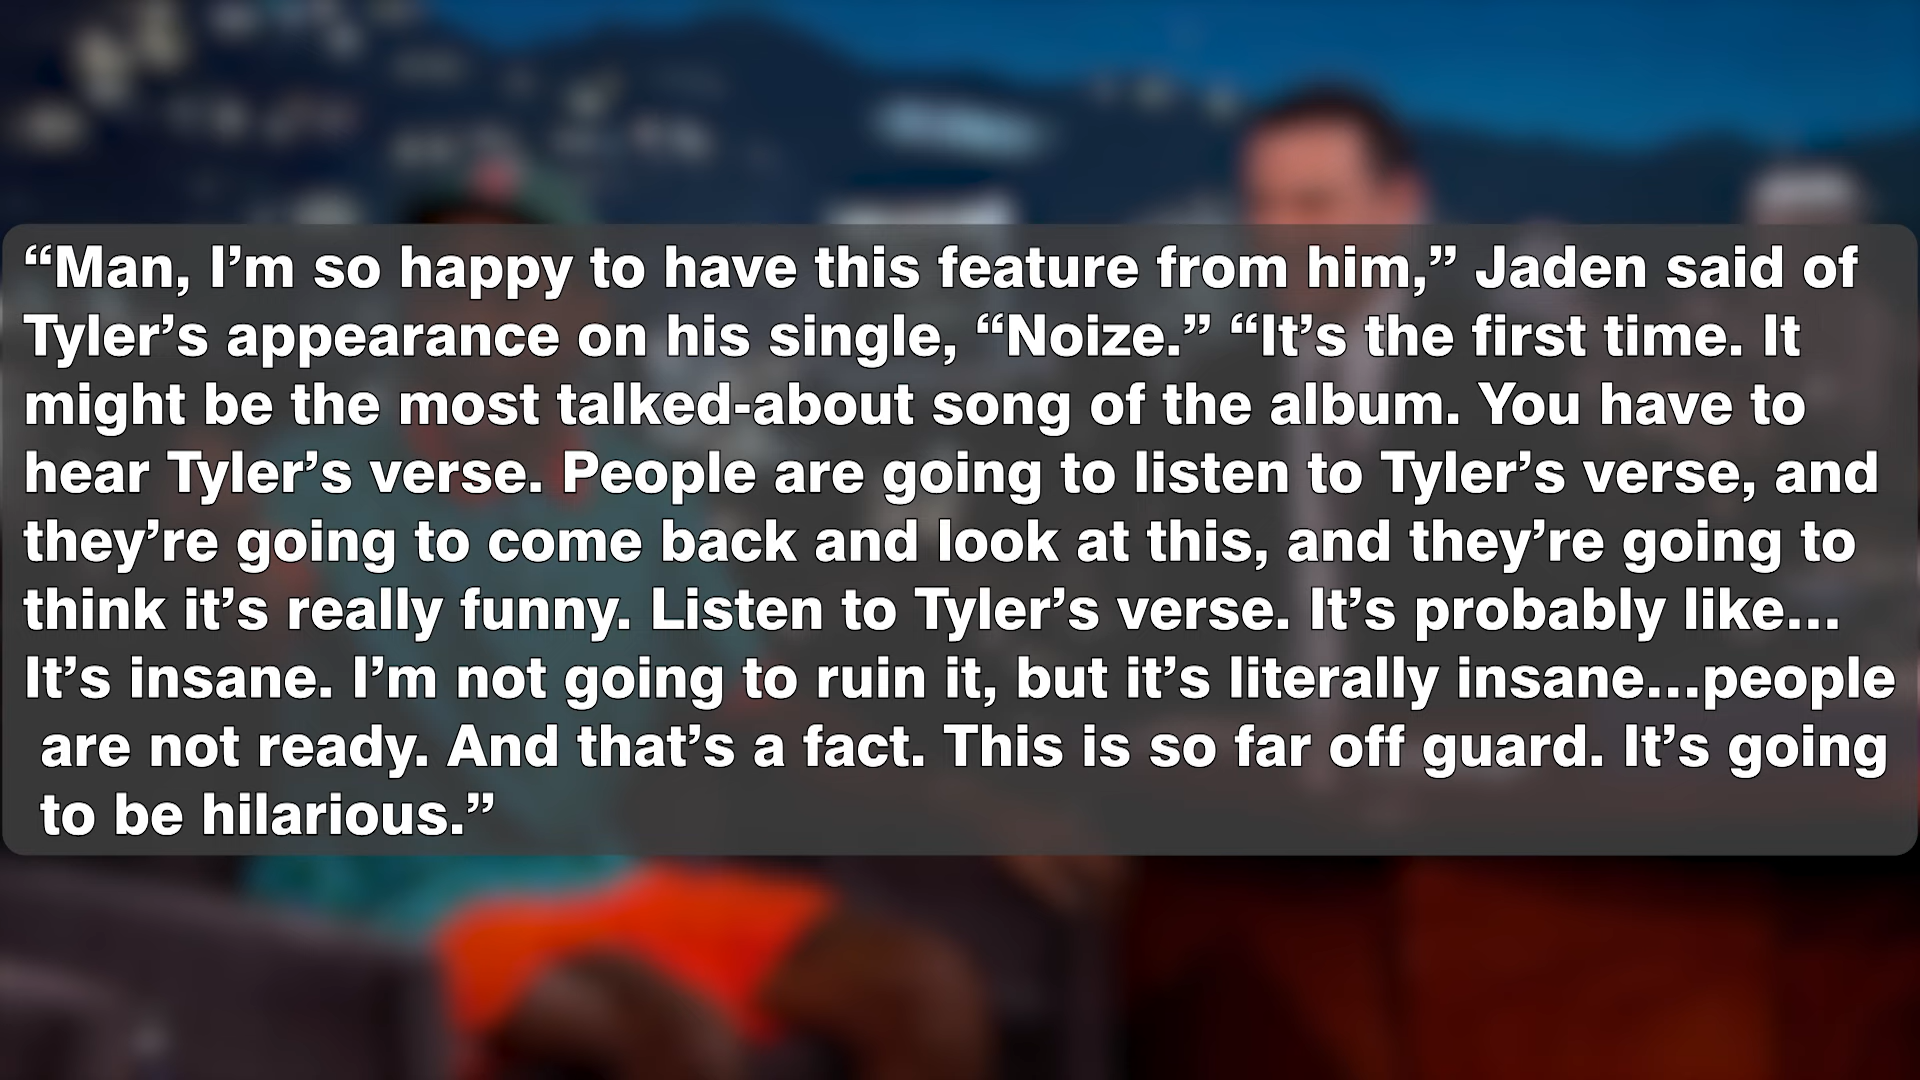 “Man, I’m so happy to have this feature from him,” Jaden said of
Tyler’s appearance on his single, “Noize.” “It’s the first time. It
might be the most talked-about song of the album. You have to
hear Tyler’s verse. People are going to listen to Tyler’s verse, and
they’re going to come back and look at this, and they’re going to
think it’s really funny. Listen to Tyler’s verse. It’s probably like...
It’s insane. I’m not going to ruin it, but it’s literally insane...people
are not ready. And that’s a fact. This is so far off guard. It’s going
to be hilarious.”